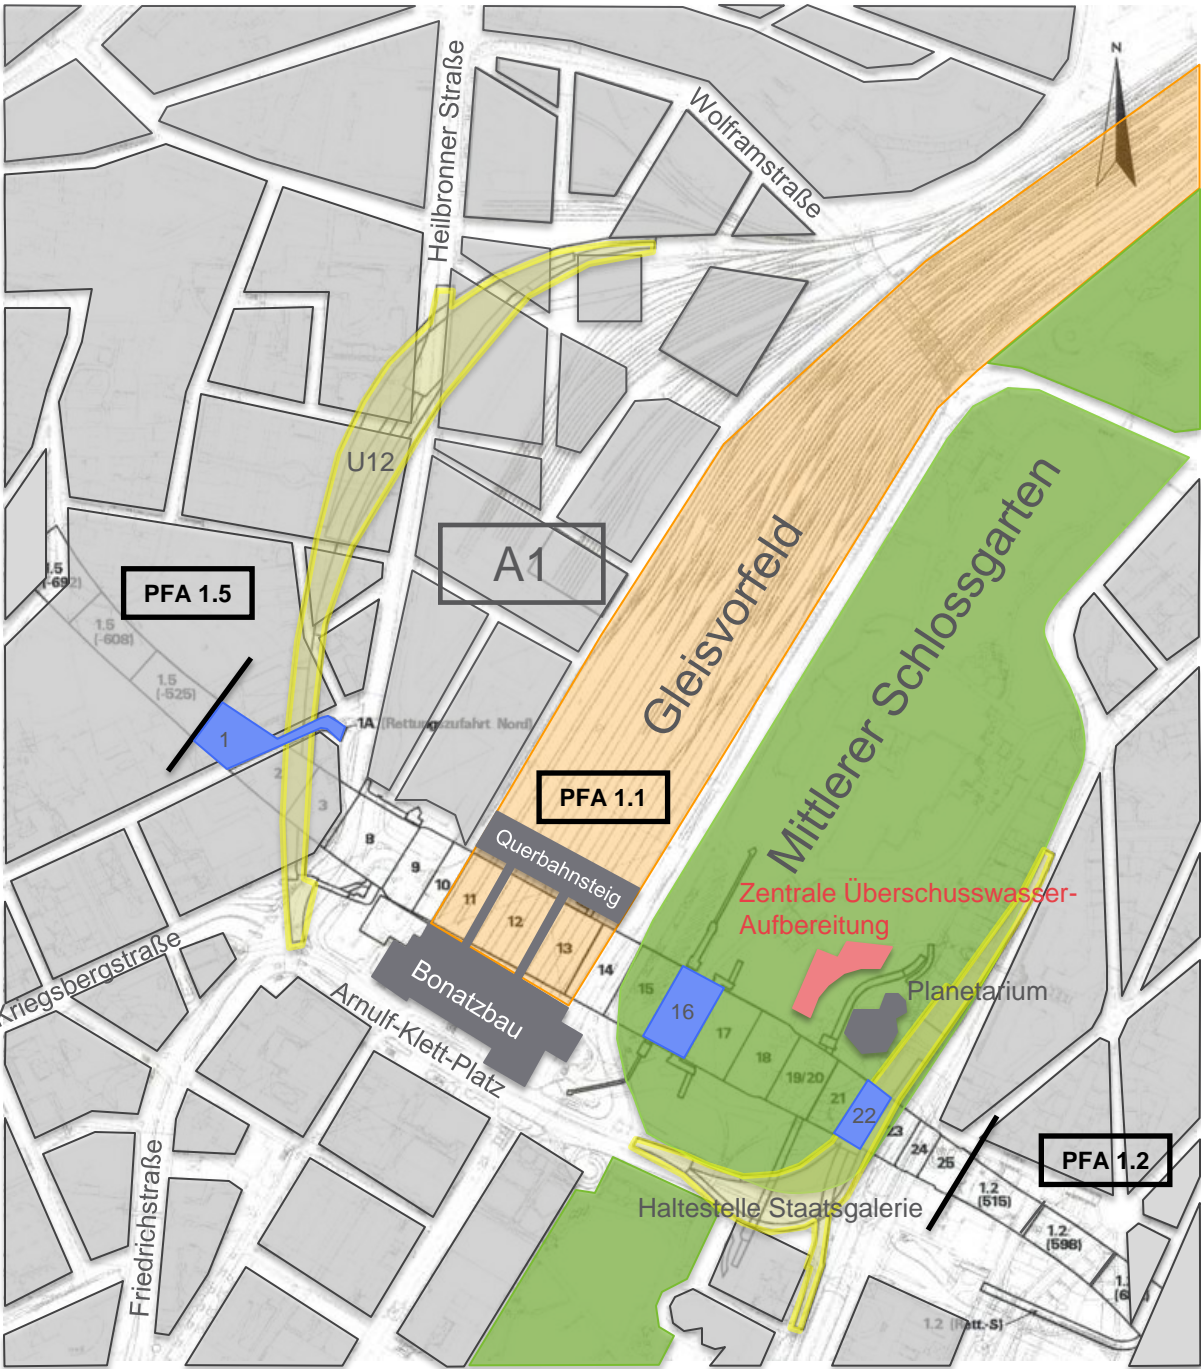 N
Heilbronner Straße
Wolframstraße
U12
A1
1.5
(-692)
PFA 1.5
1.5
(-608)
1.5
(-525)
Gleisvorfeld
Mittlerer Schlossgarten
1
1A (Rettungszufahrt Nord)
2
3
PFA 1.1
8
9
10
Querbahnsteig
11
12
13
14
15
16
17
18
19/20
21
22
23
24
25
Zentrale Überschusswasser-
Aufbereitung
Planetarium
Bonatzbau
Kriegsbergstraße
Arnulf-Klett-Platz
Friedrichstraße
Haltestelle Staatsgalerie
PFA 1.2
1.2
(515)
1.2
(598)
1.2 (Rett.-S)